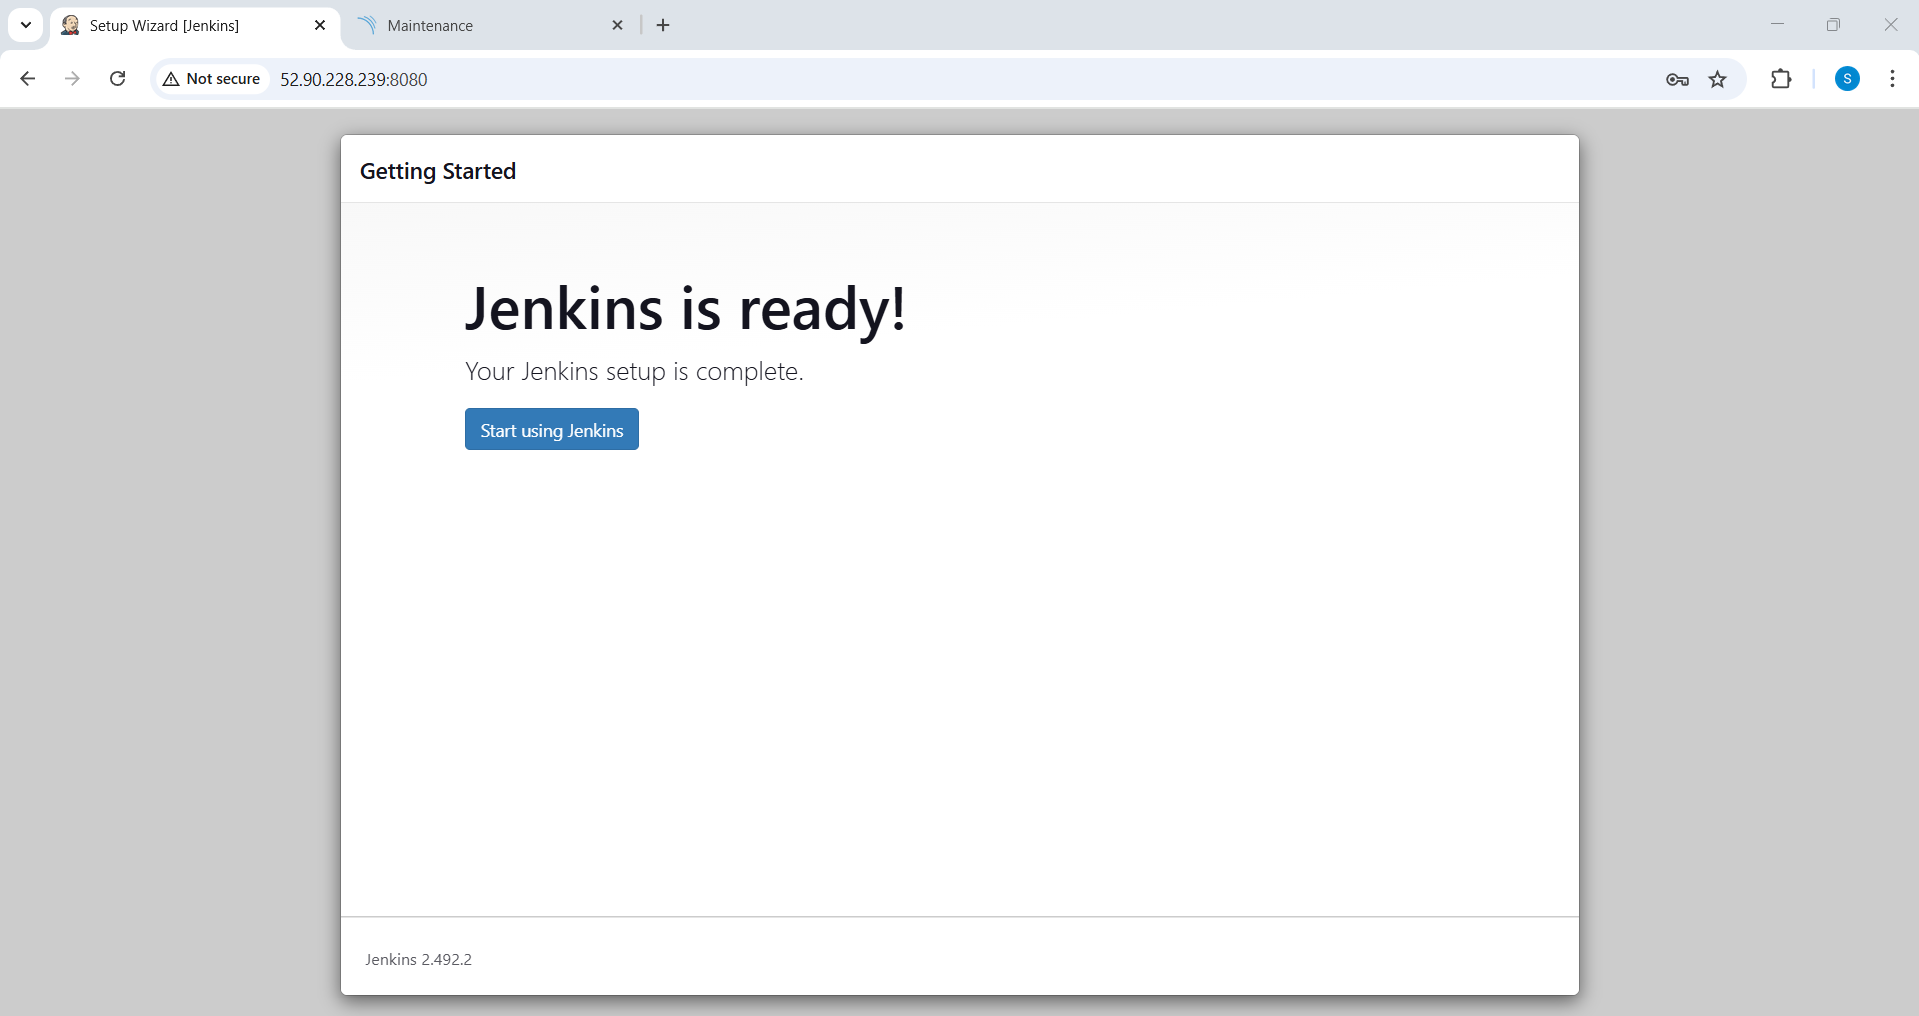 Setup Wizard [Jenkins]
Maintenance
Not secure
52.90.228.239:8080
S
Getting Started
Jenkins is ready!
Your Jenkins setup is complete.
Start using Jenkins
Jenkins 2.492.2